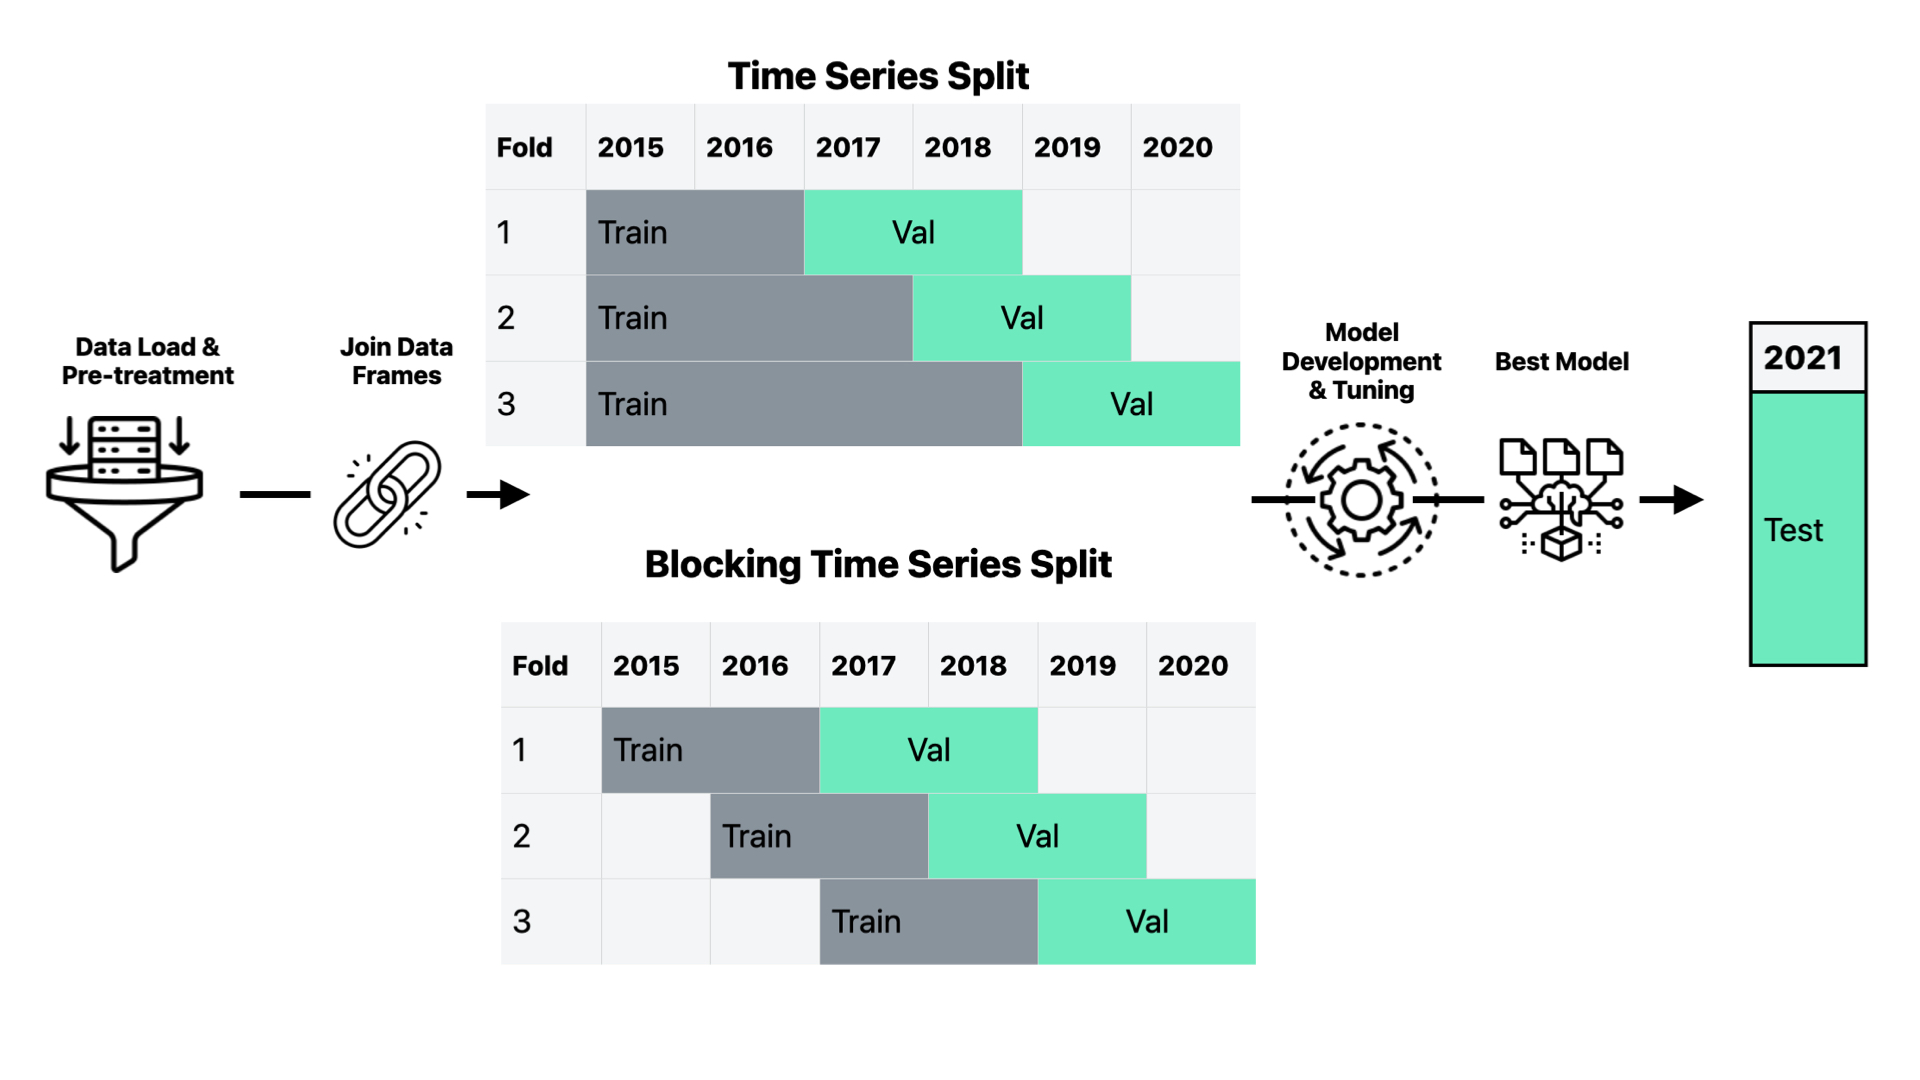 Time Series Split
Fold 2015 2016 2017 2018 2019 2020
1 Train Val
2 Train Val
3 Train Val
Data Load &
Pre-treatment
Join Data
Frames
Model
Development
& Tuning
Best Model
2021
Test
Blocking Time Series Split
Fold 2015 2016 2017 2018 2019 2020
1 Train Val
2 Train Val
3 Train Val